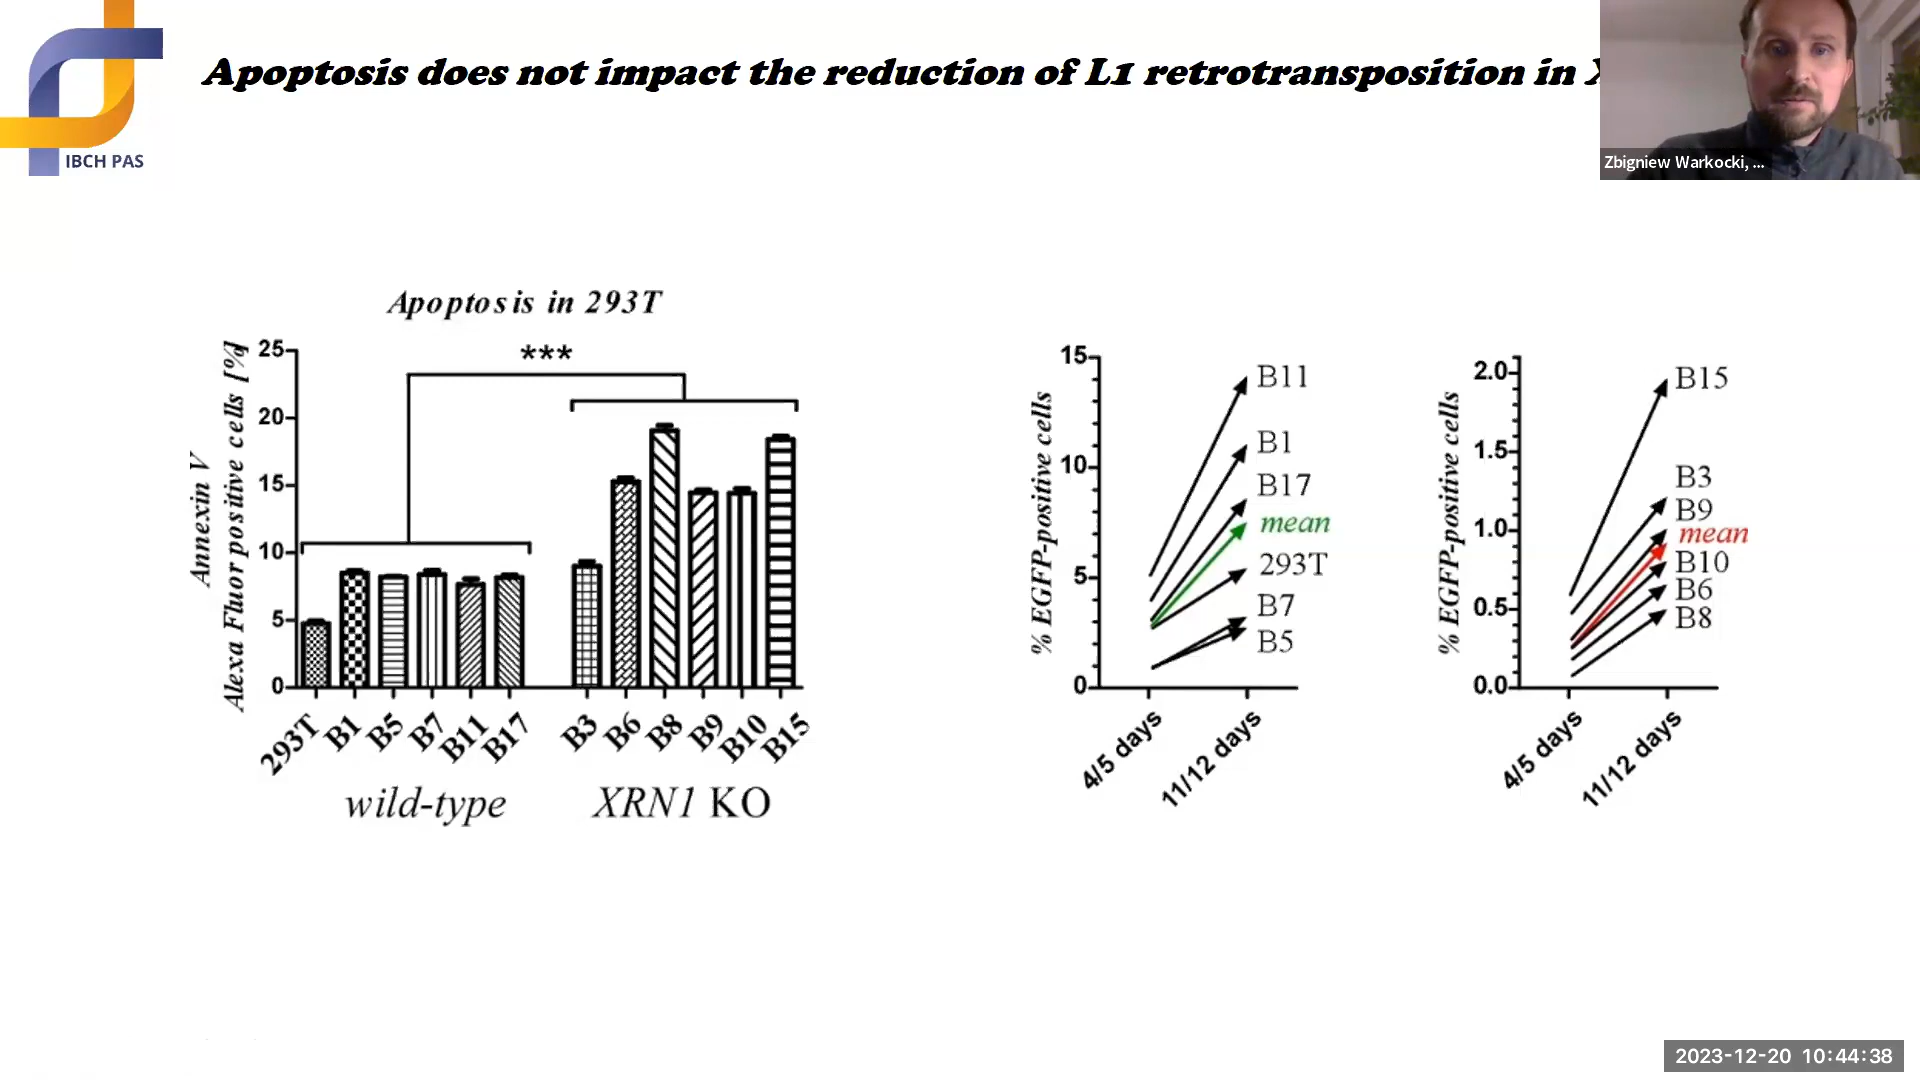 Apoptosis does not impact the reduction of L1 retrotransposition in
IBCH PAS
Zbigniew Warkocki, ...
Apoptosis in 293T
Annexin V
Alexa Fluor positive cells [%]
25
20
15
10
5
0
***
293T
B1
B5
B7
B11
B17
B3
B6
B8
B9
B10
B15
wild-type
XRN1 KO
% EGFP-positive cells
15
10
5
0
B11
B1
B17
mean
293T
B7
B5
4/5 days
11/12 days
% EGFP-positive cells
2.0
1.5
1.0
0.5
0.0
B15
B3
B9
mean
B10
B6
B8
4/5 days
11/12 days
2023-12-20 10:44:38